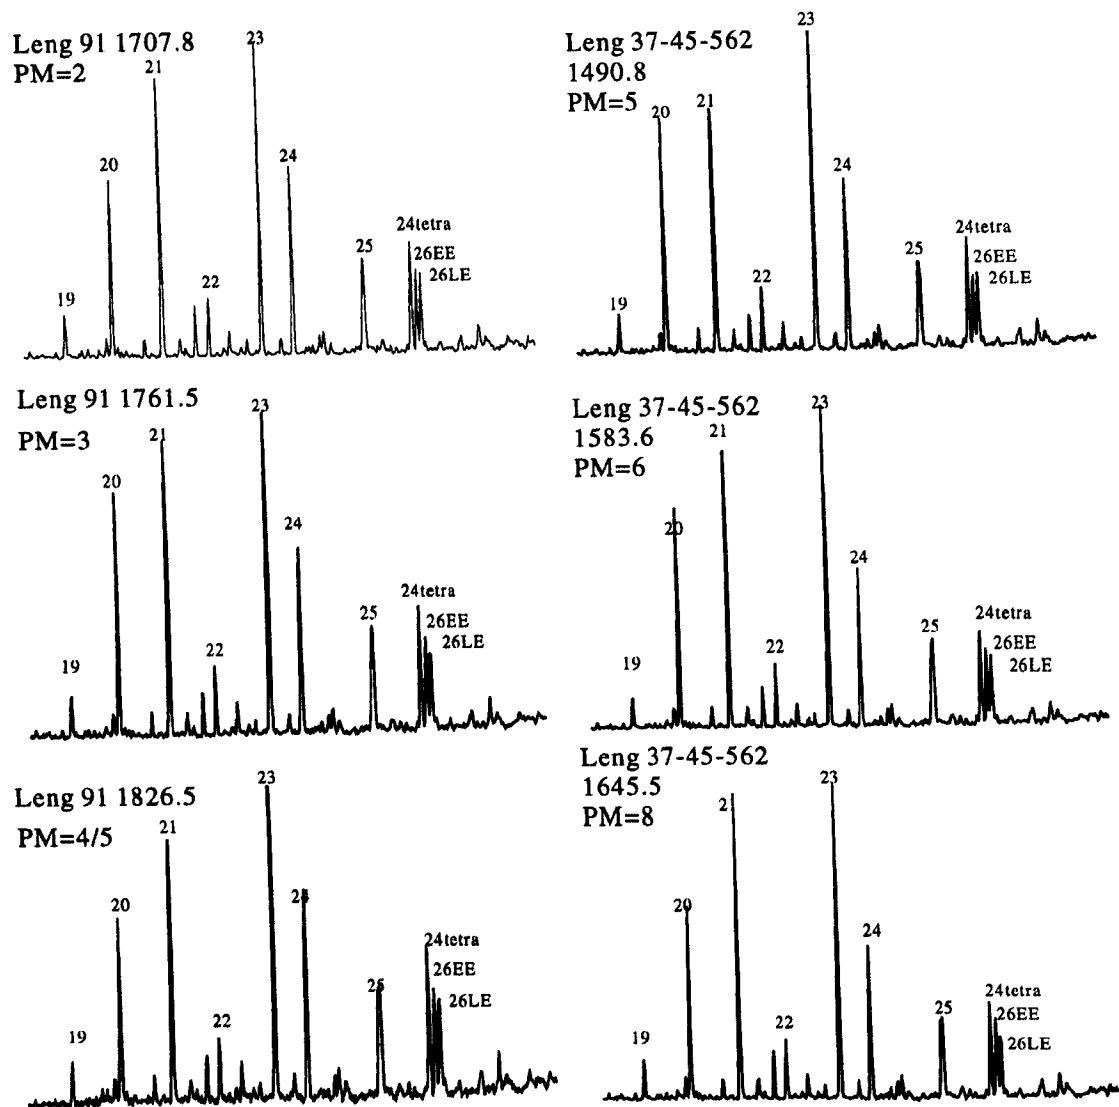 Leng 91 1707.8
PM=2
19
20
21
22
23
24
25
24tetra
26EE
26LE
Leng 37-45-562
1490.8
PM=5
19
20
21
22
23
24
25
24tetra
26EE
26LE
Leng 91 1761.5
PM=3
19
20
21
22
23
24
25
24tetra
26EE
26LE
Leng 37-45-562
1583.6
PM=6
19
20
21
22
23
24
25
24tetra
26EE
26LE
Leng 91 1826.5
PM=4/5
19
20
21
22
23
24
25
24tetra
26EE
26LE
Leng 37-45-562
1645.5
PM=8
19
20
2
22
23
24
25
24tetra
26EE
26LE